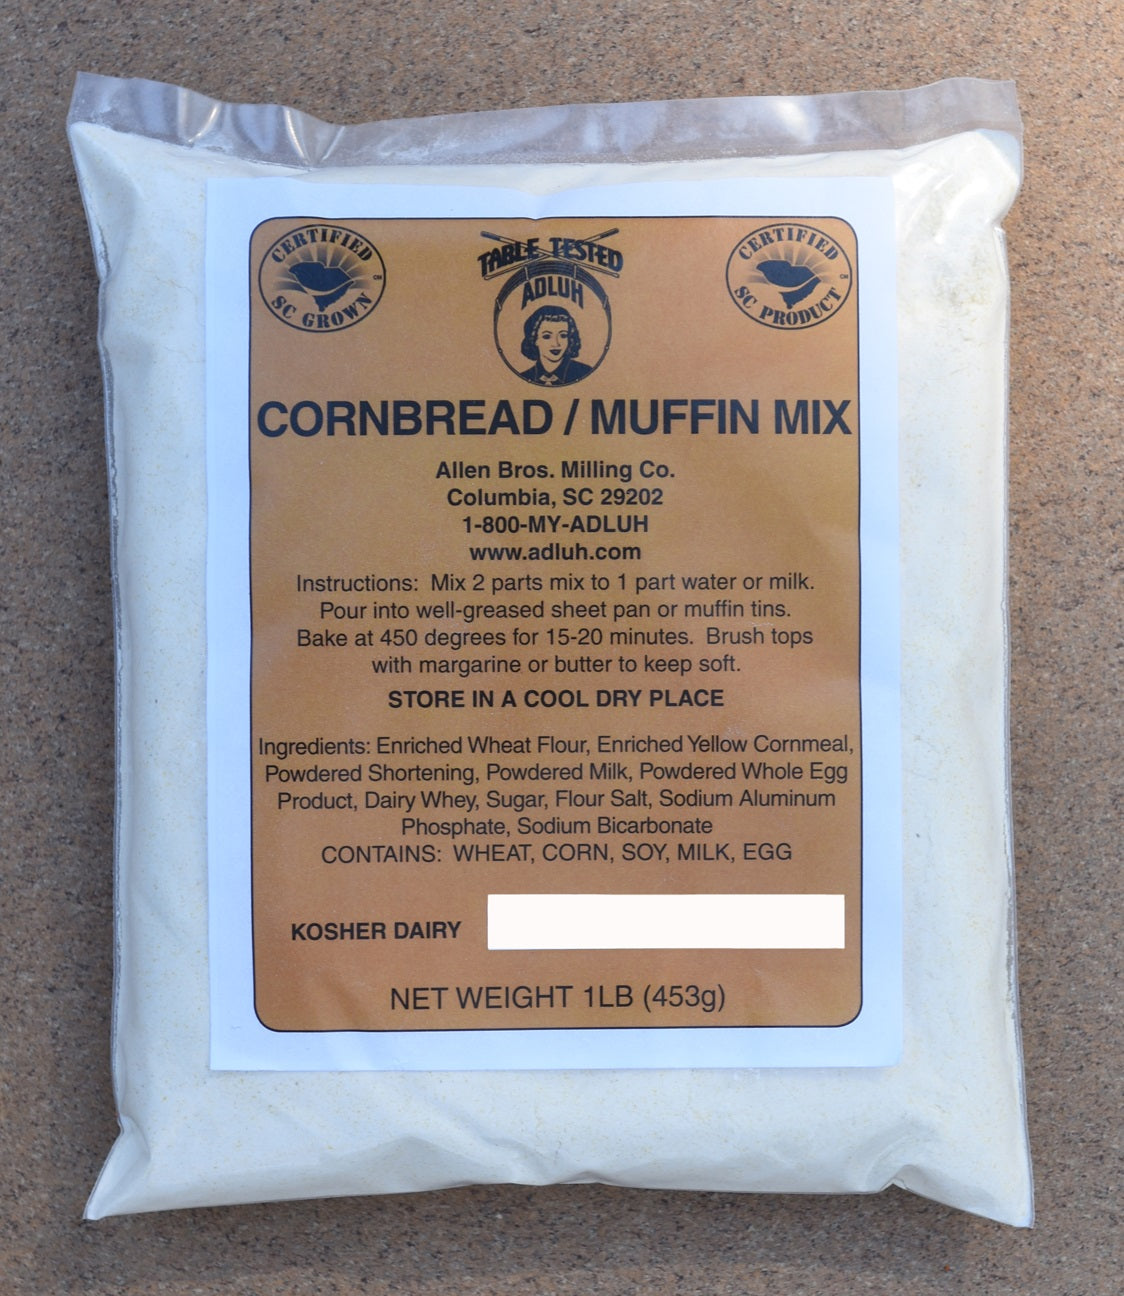 CERTIFIED
SC GROWN
CM
TABLE TESTED
ADLUH
CERTIFIED
SC PRODUCT
CM
CORNBREAD / MUFFIN MIX
Allen Bros. Milling Co.
Columbia, SC 29202
1-800-MY-ADLUH
www.adluh.com
Instructions: Mix 2 parts mix to 1 part water or milk.
Pour into well-greased sheet pan or muffin tins.
Bake at 450 degrees for 15-20 minutes. Brush tops
with margarine or butter to keep soft.
STORE IN A COOL DRY PLACE
Ingredients: Enriched Wheat Flour, Enriched Yellow Cornmeal,
Powdered Shortening, Powdered Milk, Powdered Whole Egg
Product, Dairy Whey, Sugar, Flour Salt, Sodium Aluminum
Phosphate, Sodium Bicarbonate
CONTAINS: WHEAT, CORN, SOY, MILK, EGG
KOSHER DAIRY
NET WEIGHT 1LB (453g)